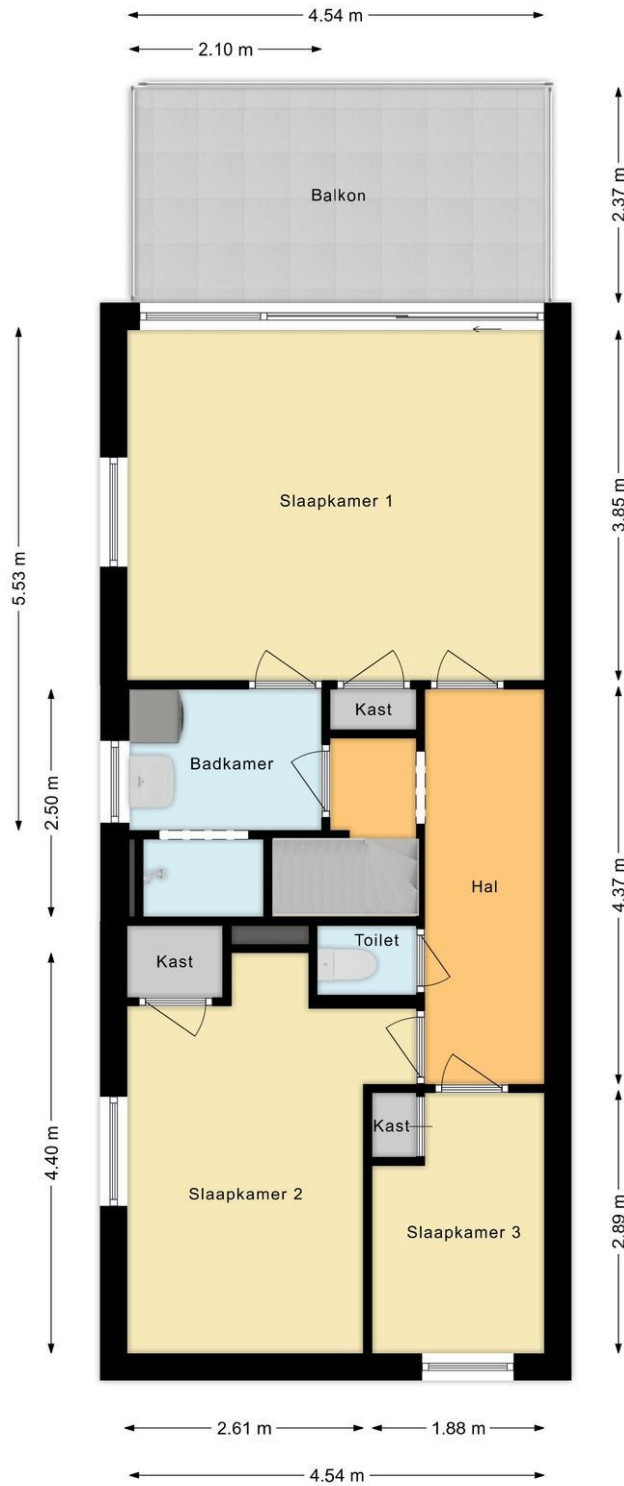 4.54 m
2.10 m
Balkon
2.37 m
Slaapkamer 1
3.85 m
5.53 m
Kast
Badkamer
2.50 m
Hal
4.37 m
Toilet
Kast
Kast
4.40 m
Slaapkamer 2
Slaapkamer 3
2.89 m
2.61 m
1.88 m
4.54 m